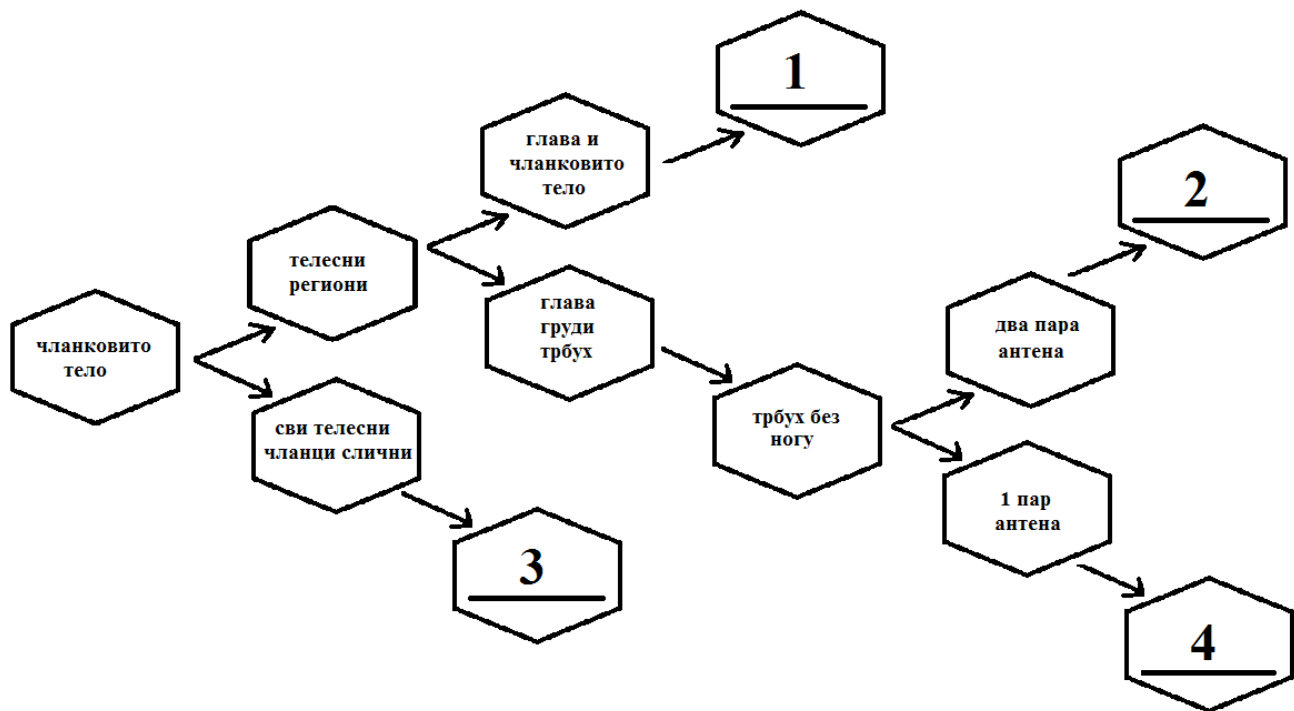 1
глава и
чланковито
тело
2
телесни
региони
глава
груди
трбух
два пара
антена
чланковито
тело
сви телесни
чланци слични
трбух без
ногу
1 пар
антена
3
4